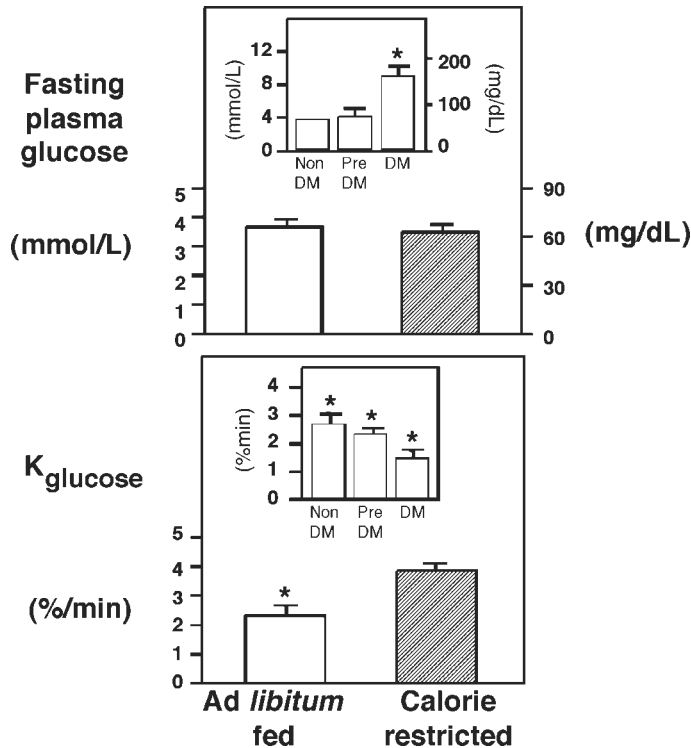 Fasting
plasma
glucose
(mmol/L)
12
8
4
0
(mmol/L)
*
200
100
0
(mg/dL)
Non
DM
Pre
DM
DM
5
4
3
2
1
0
90
60
30
0
(mg/dL)
Kglucose
(%/min)
4
3
2
1
0
(%min)
*
*
*
Non
DM
Pre
DM
DM
5
4
3
2
1
0
*
Ad libitum
fed
Calorie
restricted